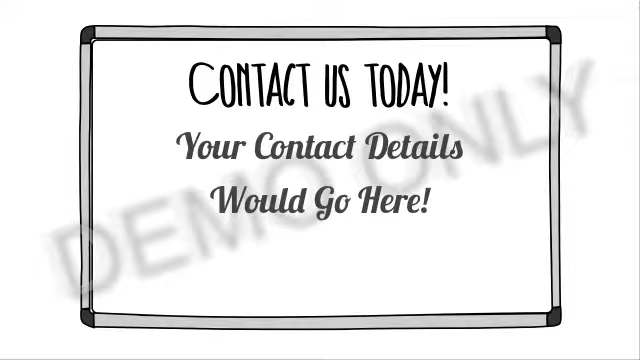 Contact us today!
Your Contact Details
Would Go Here!
DEMO ONLY